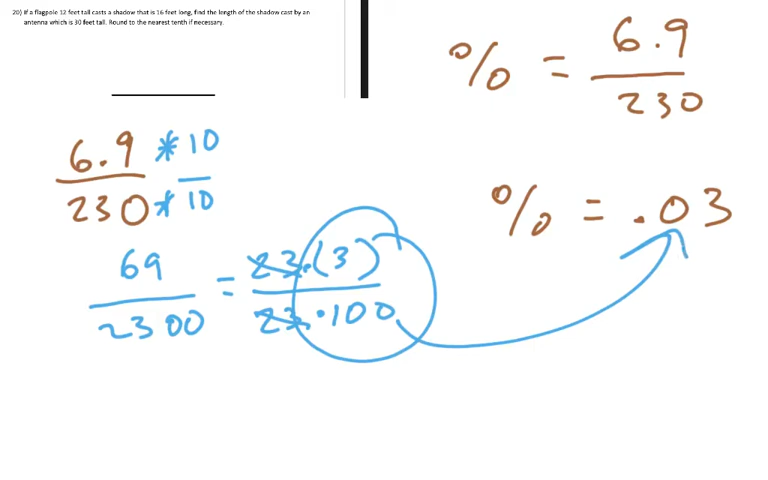 20) If a flagpole 12 feet tall casts a shadow that is 16 feet long, find the length of the shadow cast by an
antenna which is 30 feet tall. Round to the nearest tenth if necessary.
% = 6.9 / 230
6.9 * 10 / 230 * 10
% = .03
69 / 2300 = 23·(3) / 23·100